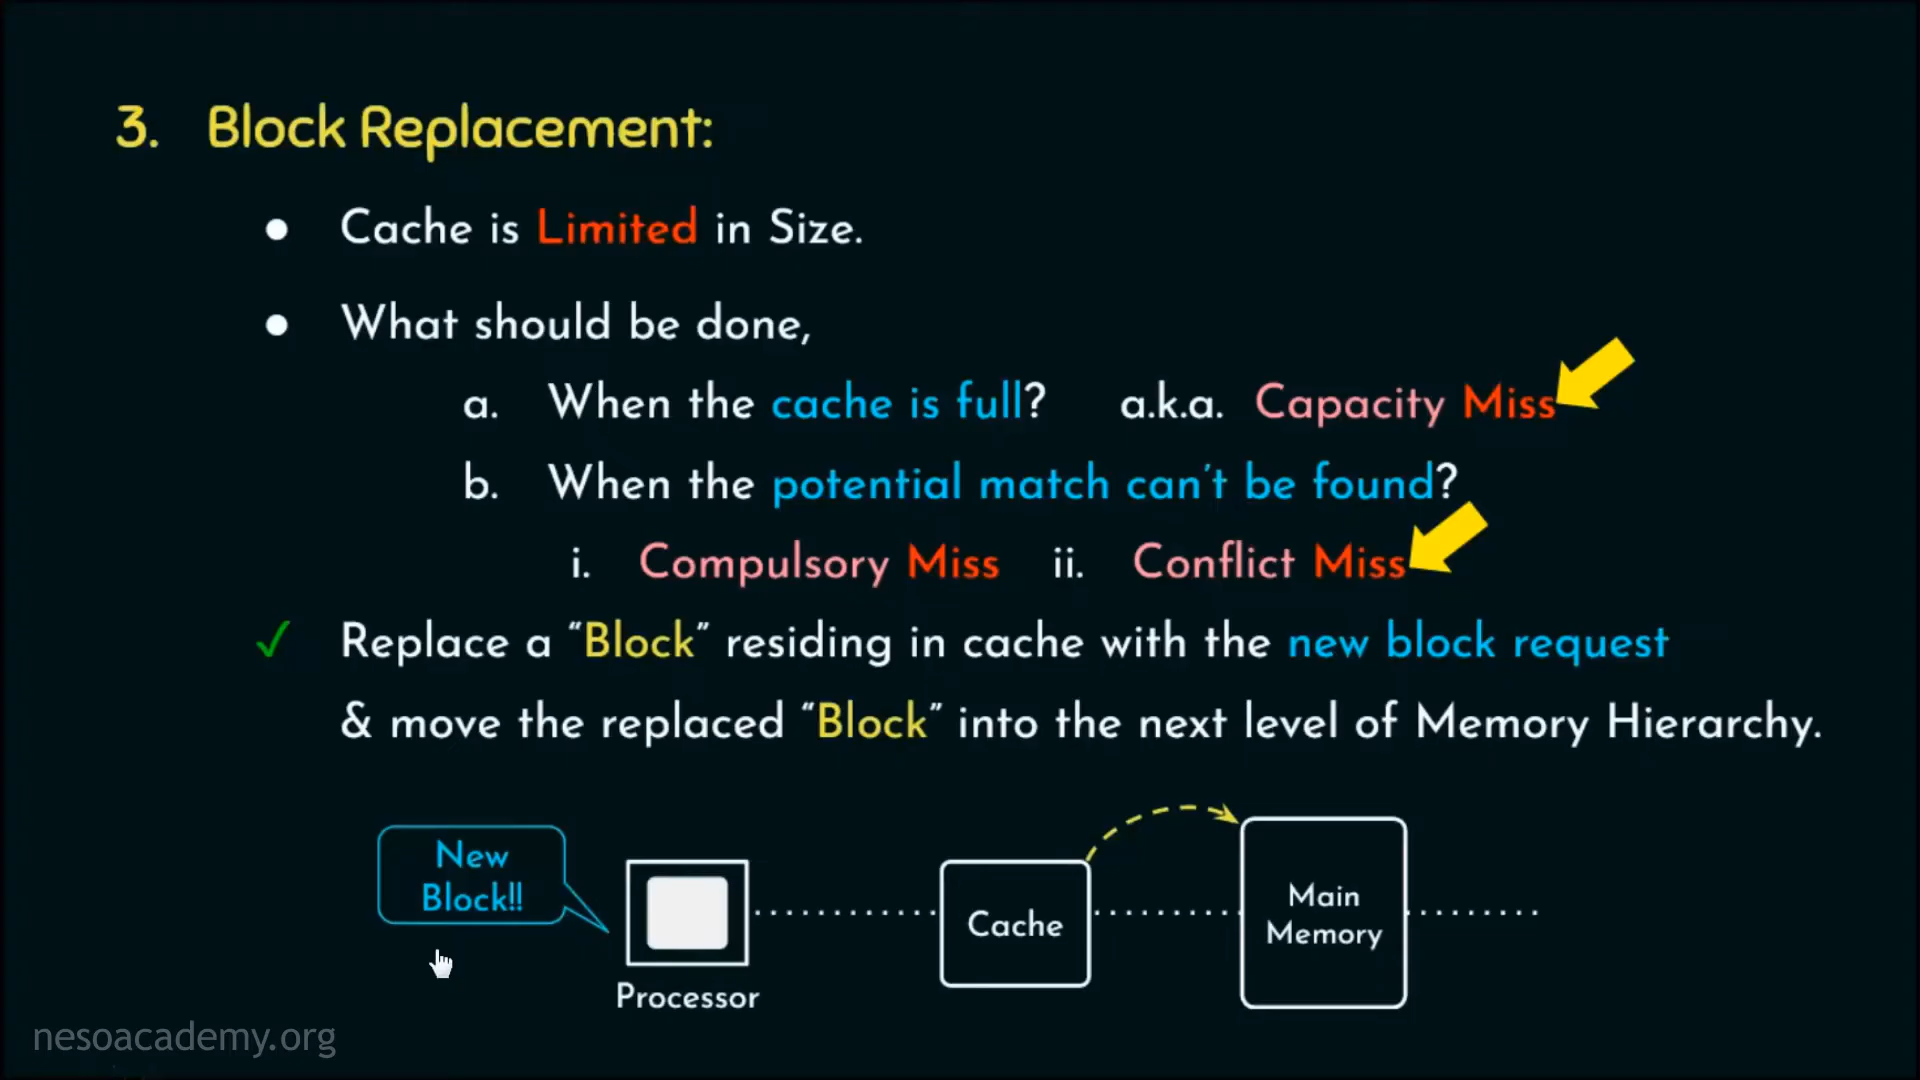 3. Block Replacement:
● Cache is Limited in Size.
● What should be done,
a. When the cache is full? a.k.a. Capacity Miss
b. When the potential match can't be found?
i. Compulsory Miss ii. Conflict Miss
✓ Replace a “Block” residing in cache with the new block request
& move the replaced “Block” into the next level of Memory Hierarchy.
New
Block!!
Processor
Cache
Main
Memory
nesoacademy.org